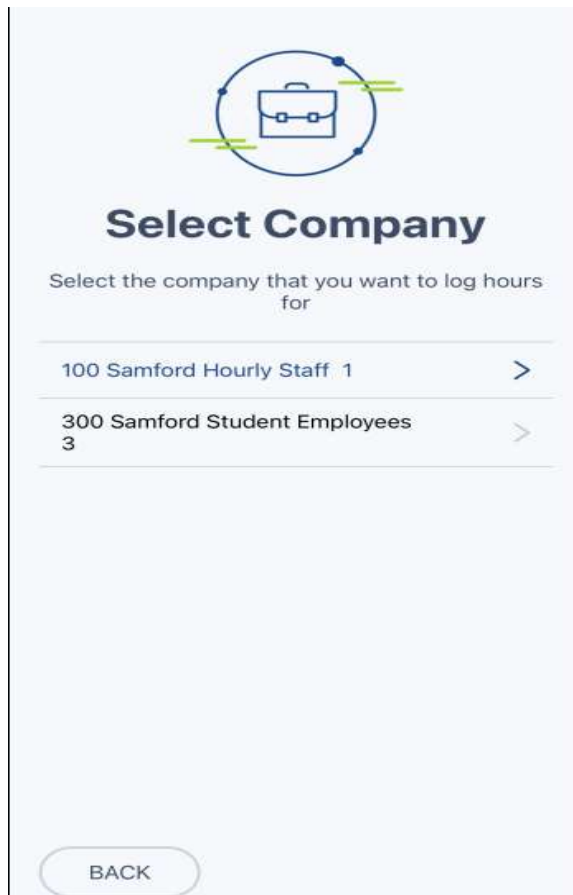 Select Company
Select the company that you want to log hours
for
100 Samford Hourly Staff 1
300 Samford Student Employees
3
BACK